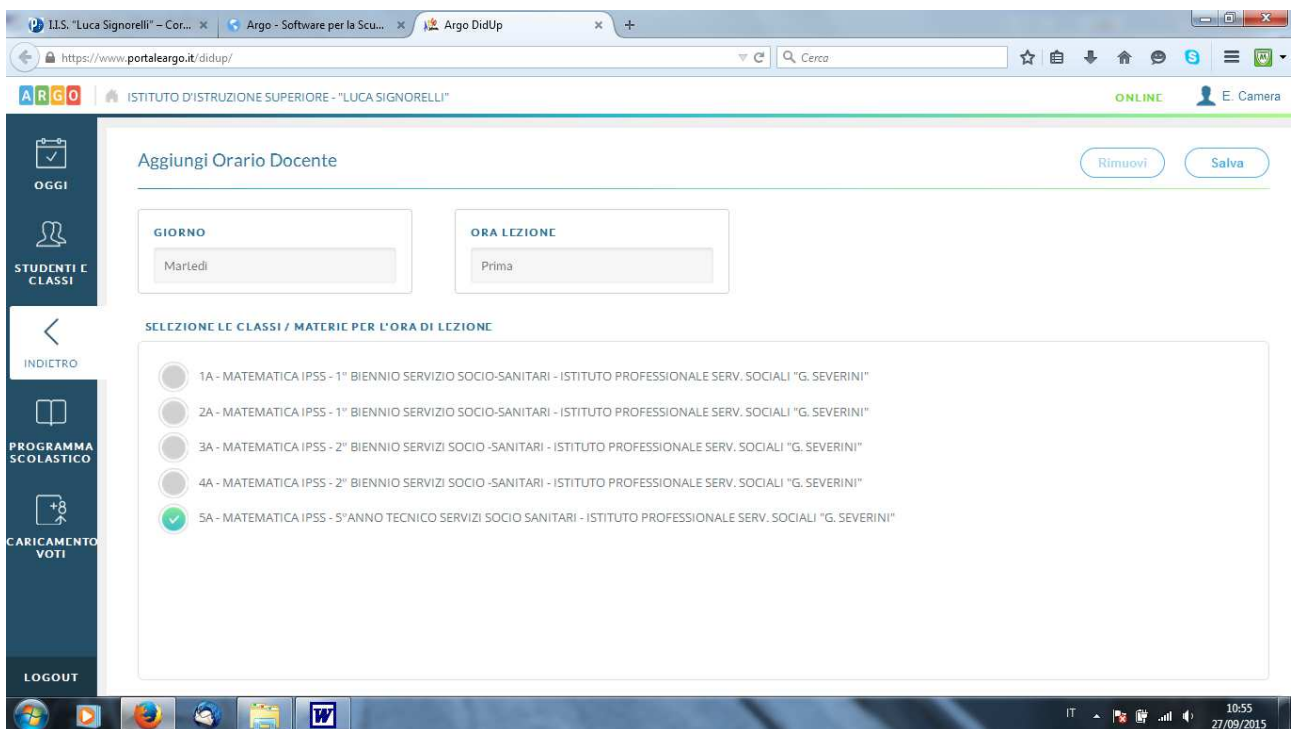 I.I.S. "Luca Signorelli" – Cor...
Argo - Software per la Scu...
Argo DidUp
https://www.portaleargo.it/didup/
Cerca
ARGO
ISTITUTO D'ISTRUZIONE SUPERIORE - "LUCA SIGNORELLI"
ONLINE
E. Camera
OGGI
STUDENTI E
CLASSI
INDIETRO
PROGRAMMA
SCOLASTICO
+8
CARICAMENTO
VOTI
LOGOUT
Aggiungi Orario Docente
Rimuovi
Salva
GIORNO
Martedì
ORA LEZIONE
Prima
SELEZIONE LE CLASSI / MATERIE PER L'ORA DI LEZIONE
1A - MATEMATICA IPSS - 1° BIENNIO SERVIZIO SOCIO-SANITARI - ISTITUTO PROFESSIONALE SERV. SOCIALI "G. SEVERINI"
2A - MATEMATICA IPSS - 1° BIENNIO SERVIZIO SOCIO-SANITARI - ISTITUTO PROFESSIONALE SERV. SOCIALI "G. SEVERINI"
3A - MATEMATICA IPSS - 2° BIENNIO SERVIZI SOCIO -SANITARI - ISTITUTO PROFESSIONALE SERV. SOCIALI "G. SEVERINI"
4A - MATEMATICA IPSS - 2° BIENNIO SERVIZI SOCIO -SANITARI - ISTITUTO PROFESSIONALE SERV. SOCIALI "G. SEVERINI"
5A - MATEMATICA IPSS - 5°ANNO TECNICO SERVIZI SOCIO SANITARI - ISTITUTO PROFESSIONALE SERV. SOCIALI "G. SEVERINI"
IT
10:55
27/09/2015